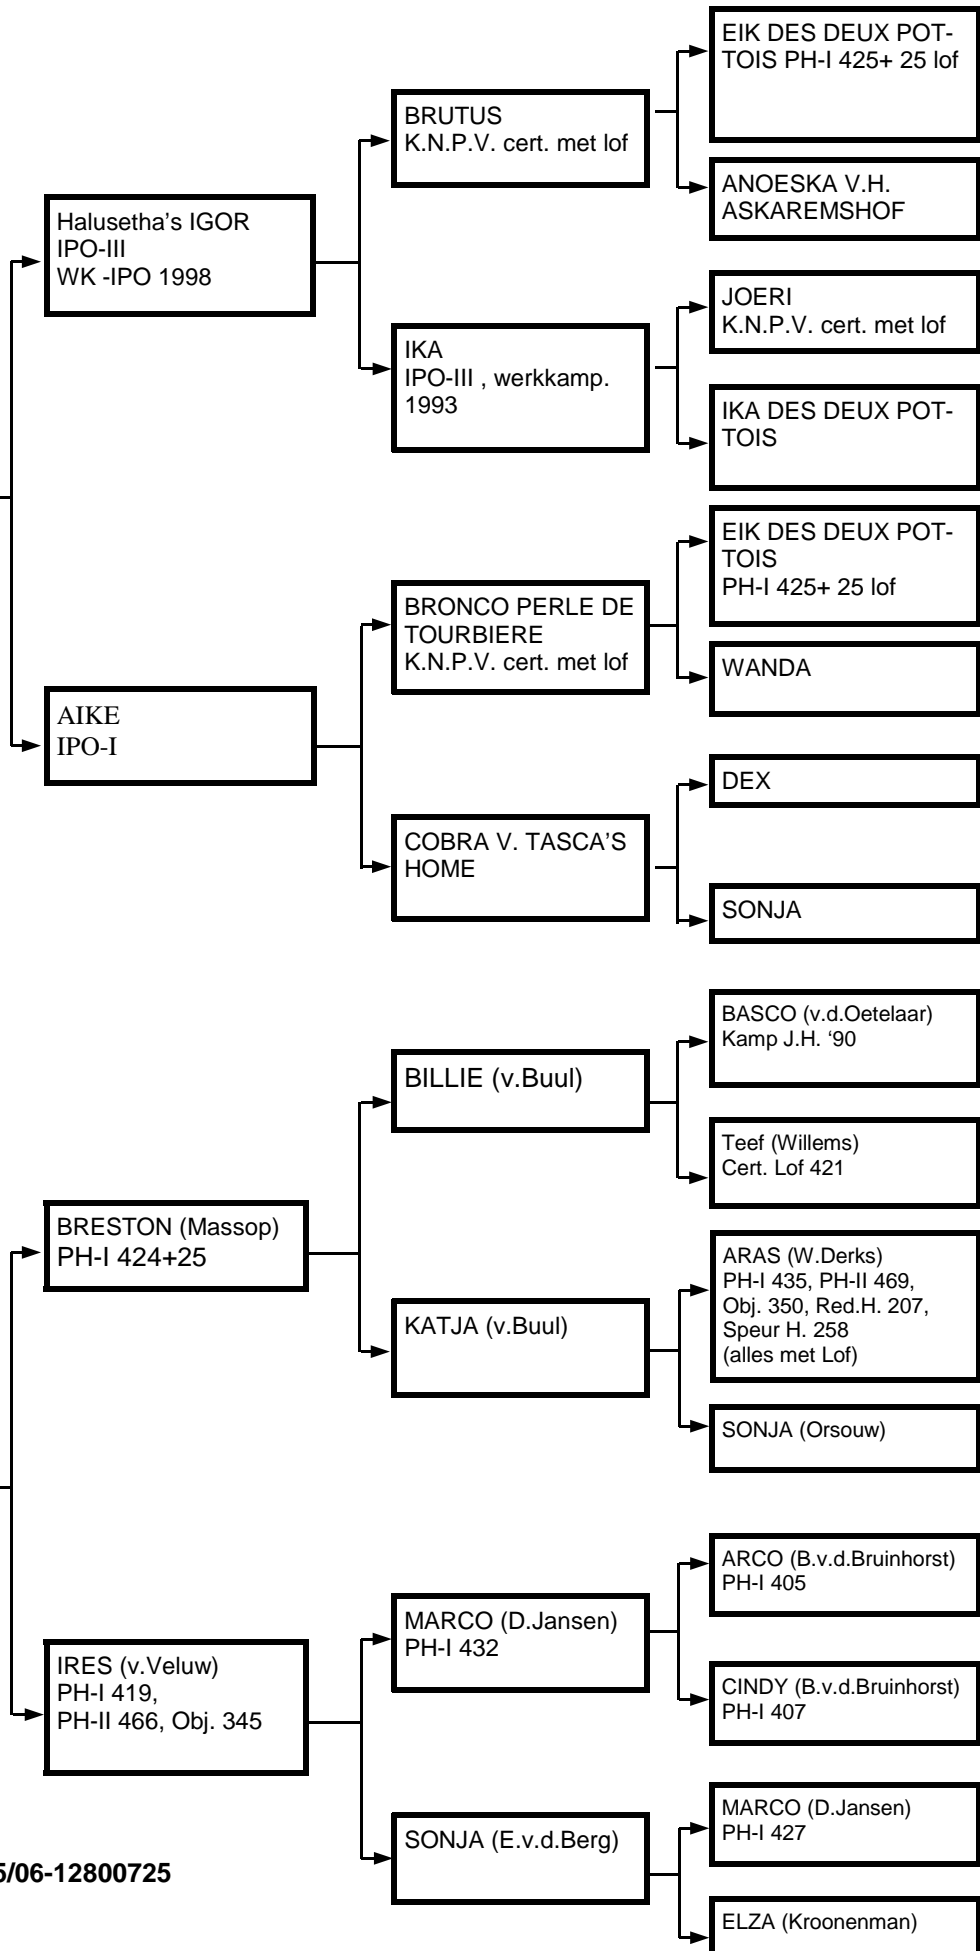 EIK DES DEUX POT-
TOIS PH-I 425+ 25 lof
BRUTUS
K.N.P.V. cert. met lof
ANOESKA V.H.
ASKAREMSHOF
Halusetha's IGOR
IPO-III
WK -IPO 1998
JOERI
K.N.P.V. cert. met lof
IKA
IPO-III , werkkamp.
1993
IKA DES DEUX POT-
TOIS
EIK DES DEUX POT-
TOIS
PH-I 425+ 25 lof
BRONCO PERLE DE
TOURBIERE
K.N.P.V. cert. met lof
WANDA
AIKE
IPO-I
DEX
COBRA V. TASCA'S
HOME
SONJA
BASCO (v.d.Oetelaar)
Kamp J.H. ‘90
BILLIE (v.Buul)
Teef (Willems)
Cert. Lof 421
BRESTON (Massop)
PH-I 424+25
ARAS (W.Derks)
PH-I 435, PH-II 469,
Obj. 350, Red.H. 207,
Speur H. 258
(alles met Lof)
KATJA (v.Buul)
SONJA (Orsouw)
ARCO (B.v.d.Bruinhorst)
PH-I 405
MARCO (D.Jansen)
PH-I 432
IRES (v.Veluw)
PH-I 419,
PH-II 466, Obj. 345
CINDY (B.v.d.Bruinhorst)
PH-I 407
MARCO (D.Jansen)
PH-I 427
SONJA (E.v.d.Berg)
5/06-12800725
ELZA (Kroonenman)